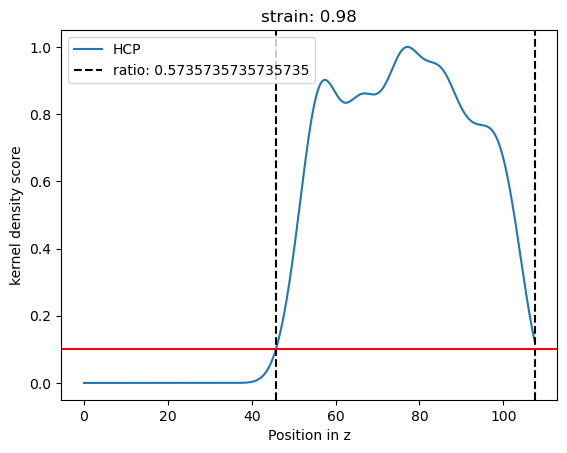 strain: 0.98
HCP
ratio: 0.5735735735735735
kernel density score
1.0
0.8
0.6
0.4
0.2
0.0
0 20 40 60 80 100
Position in z